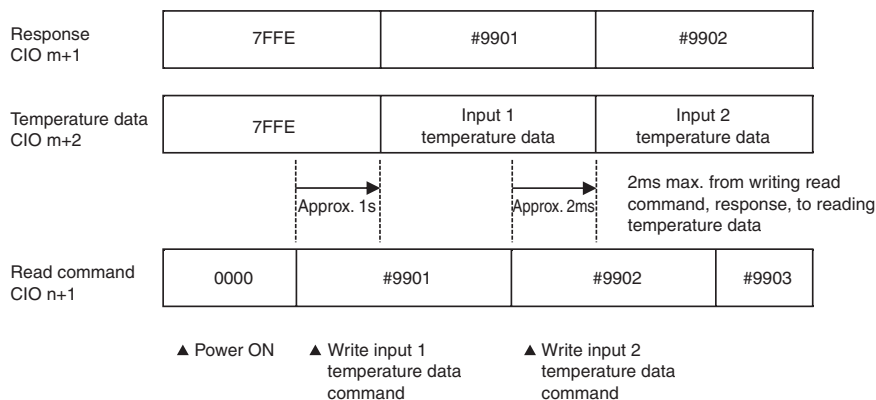 Response
CIO m+1
7FFE
#9901
#9902
Temperature data
CIO m+2
7FFE
Input 1
temperature data
Input 2
temperature data
Approx. 1s
Approx. 2ms
2ms max. from writing read
command, response, to reading
temperature data
Read command
CIO n+1
0000
#9901
#9902
#9903
▲ Power ON
▲ Write input 1
temperature data
command
▲ Write input 2
temperature data
command